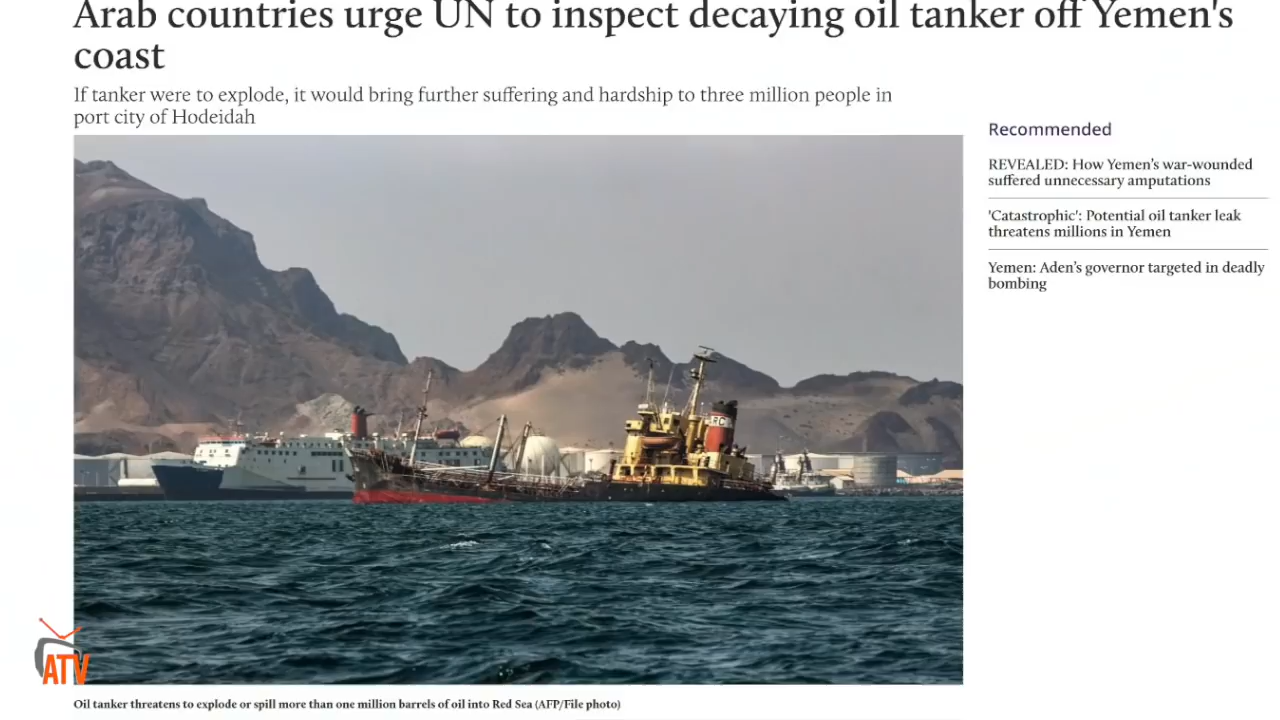 Arab countries urge UN to inspect decaying oil tanker off Yemen's
coast
If tanker were to explode, it would bring further suffering and hardship to three million people in
port city of Hodeidah
Recommended
REVEALED: How Yemen's war-wounded
suffered unnecessary amputations
'Catastrophic': Potential oil tanker leak
threatens millions in Yemen
Yemen: Aden's governor targeted in deadly
bombing
ATV
Oil tanker threatens to explode or spill more than one million barrels of oil into Red Sea (AFP/File photo)